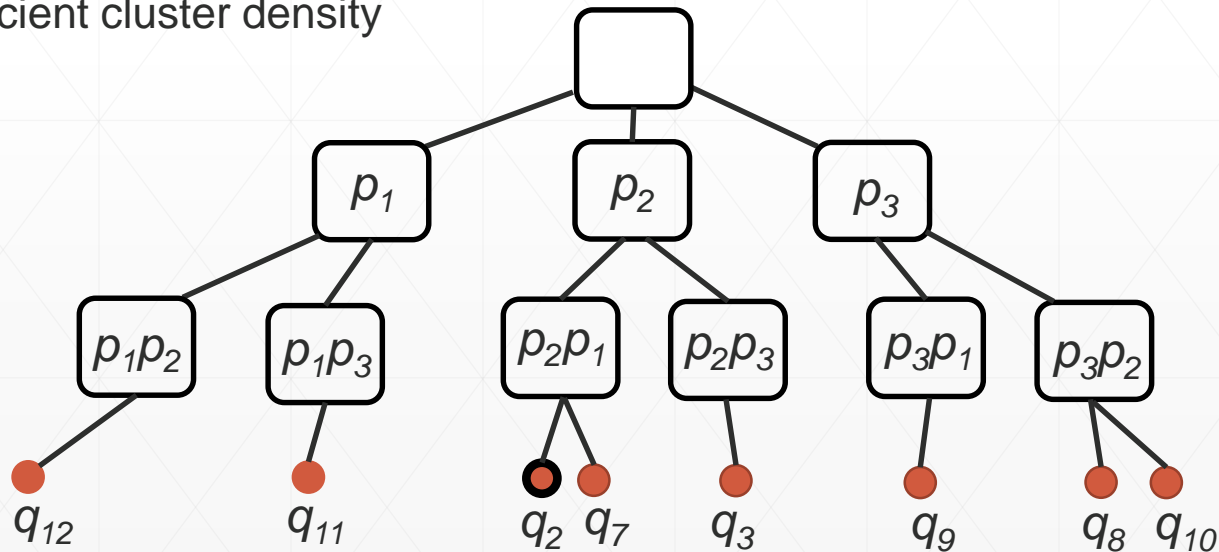 cient cluster density
p₁ p₂ p₃
p₁p₂ p₁p₃ p₂p₁ p₂p₃ p₃p₁ p₃p₂
q₁₂ q₁₁ q₂ q₇ q₃ q₉ q₈ q₁₀